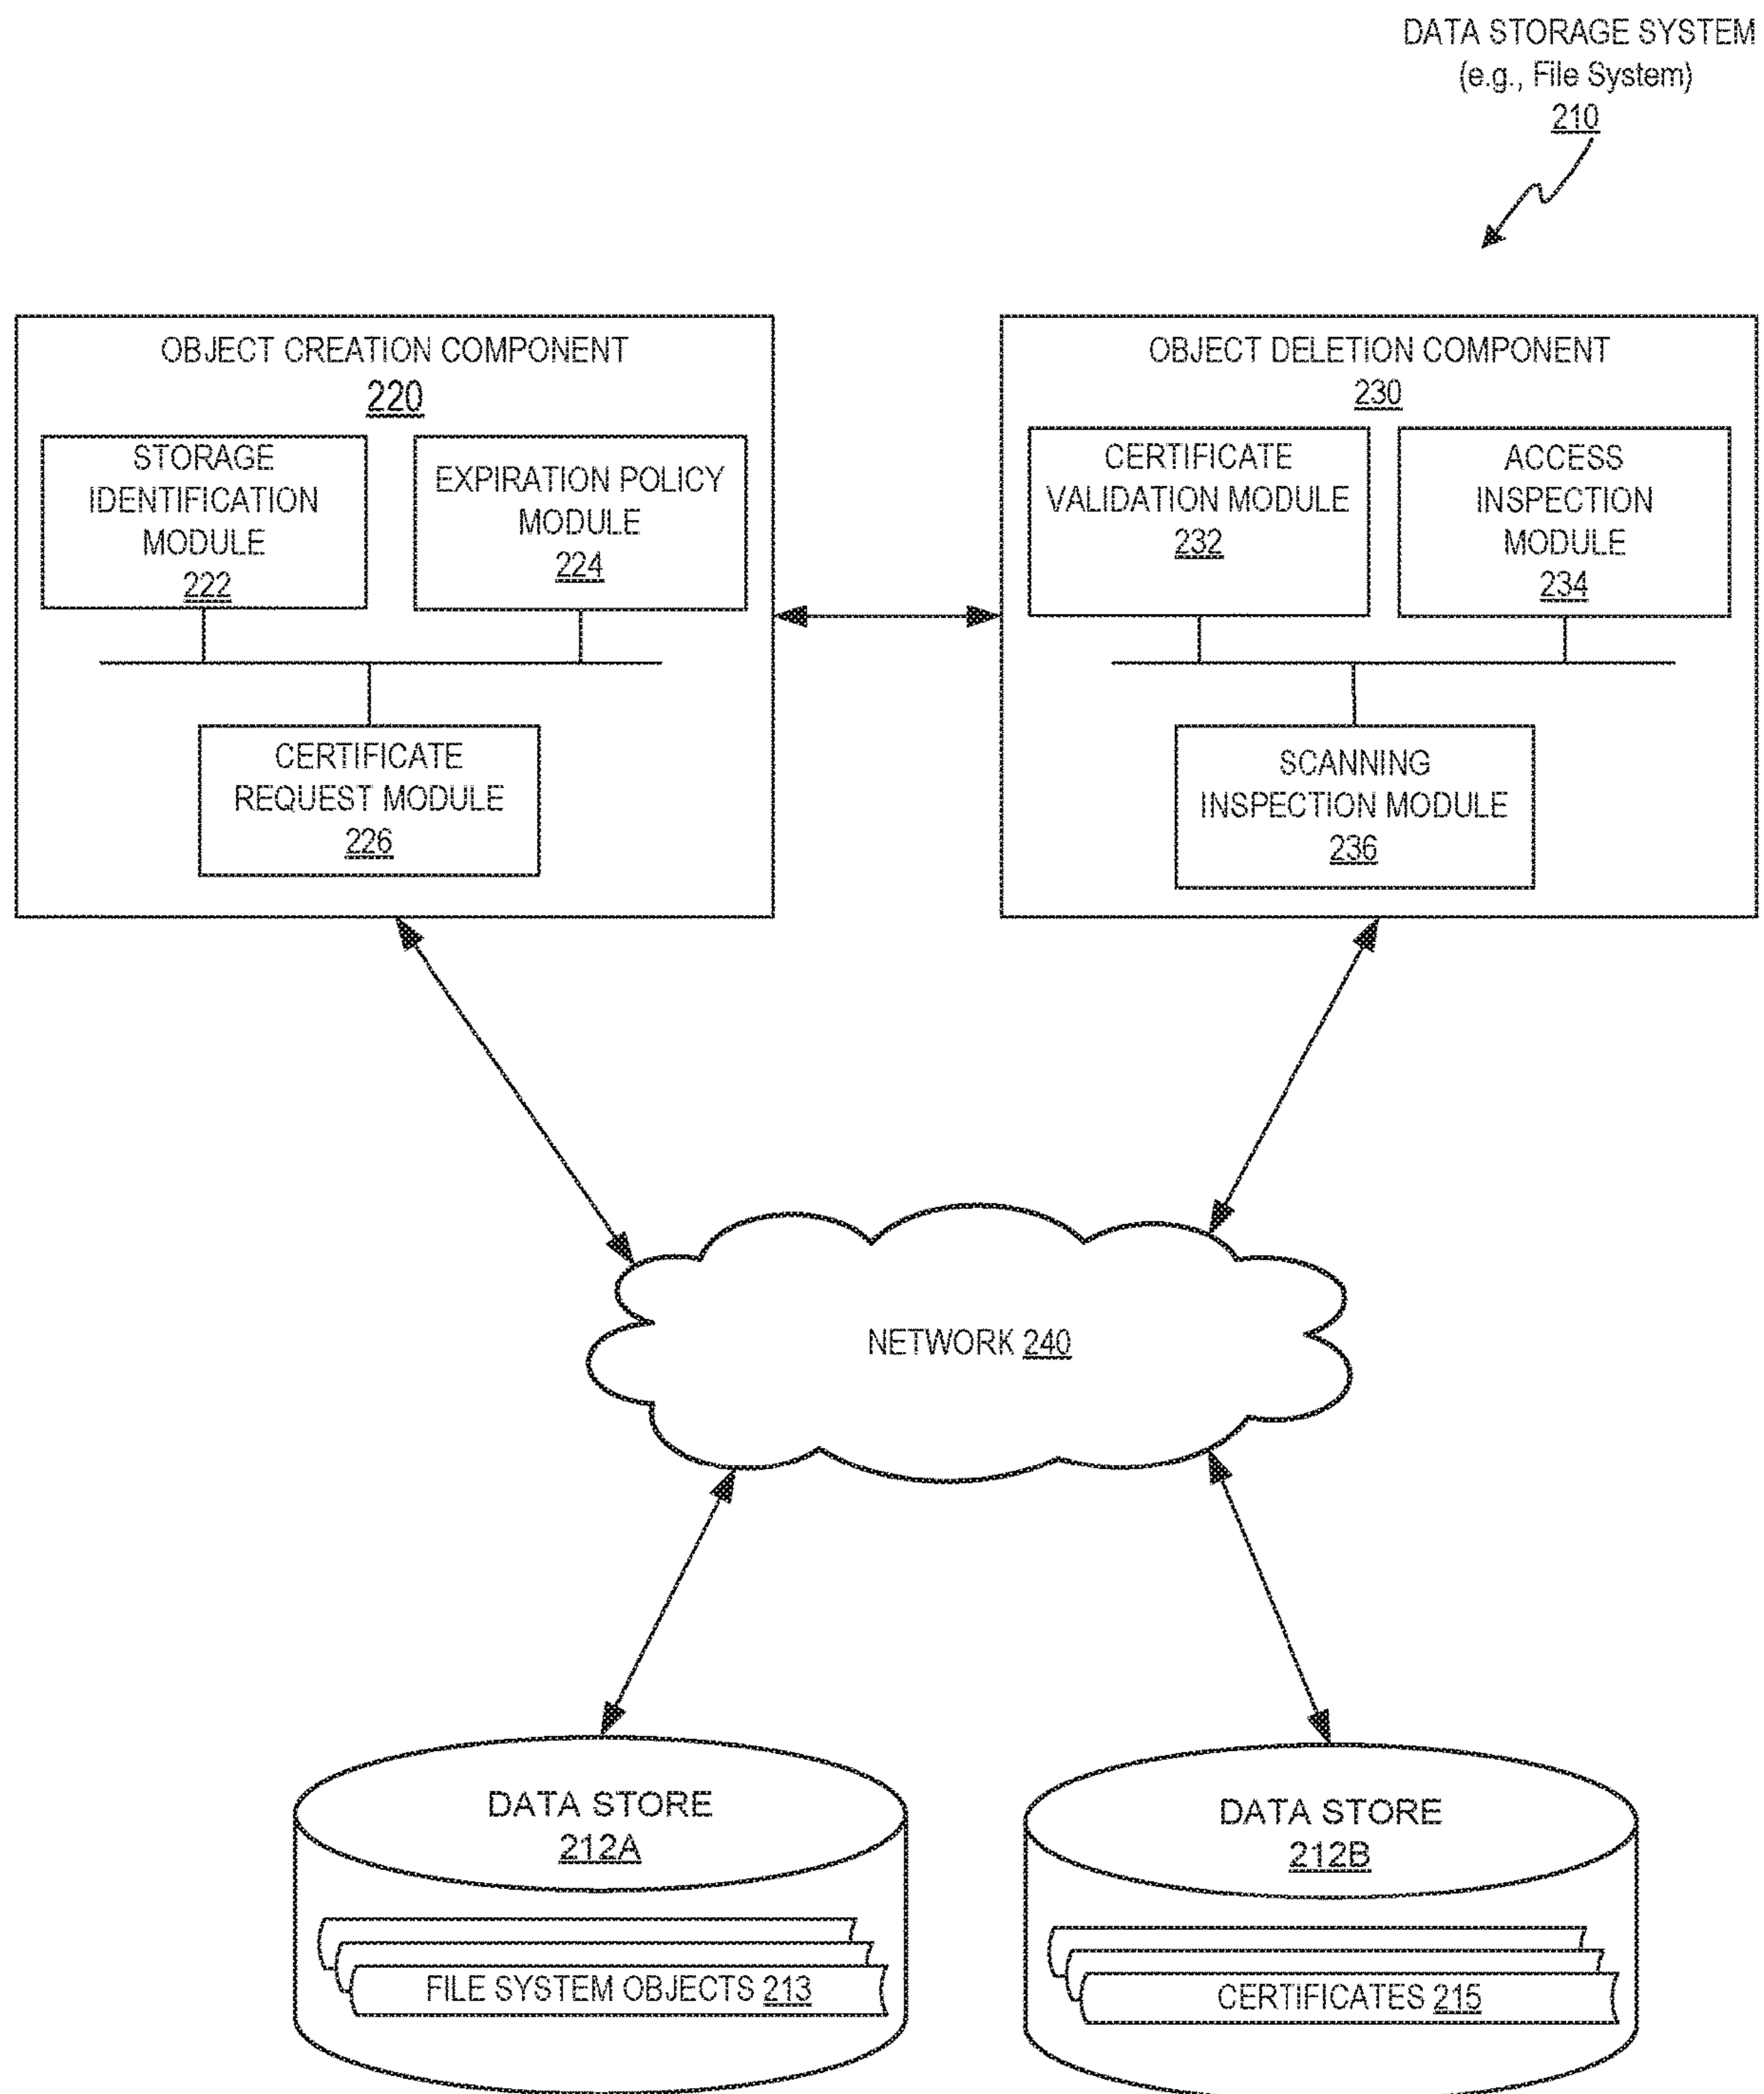 DATA STORAGE SYSTEM
(e.g., File System)
210
OBJECT CREATION COMPONENT
220
STORAGE
IDENTIFICATION
MODULE
222
EXPIRATION POLICY
MODULE
224
CERTIFICATE
REQUEST MODULE
226
OBJECT DELETION COMPONENT
230
CERTIFICATE
VALIDATION MODULE
232
ACCESS
INSPECTION
MODULE
234
SCANNING
INSPECTION MODULE
236
NETWORK 240
DATA STORE
212A
FILE SYSTEM OBJECTS 213
DATA STORE
212B
CERTIFICATES 215